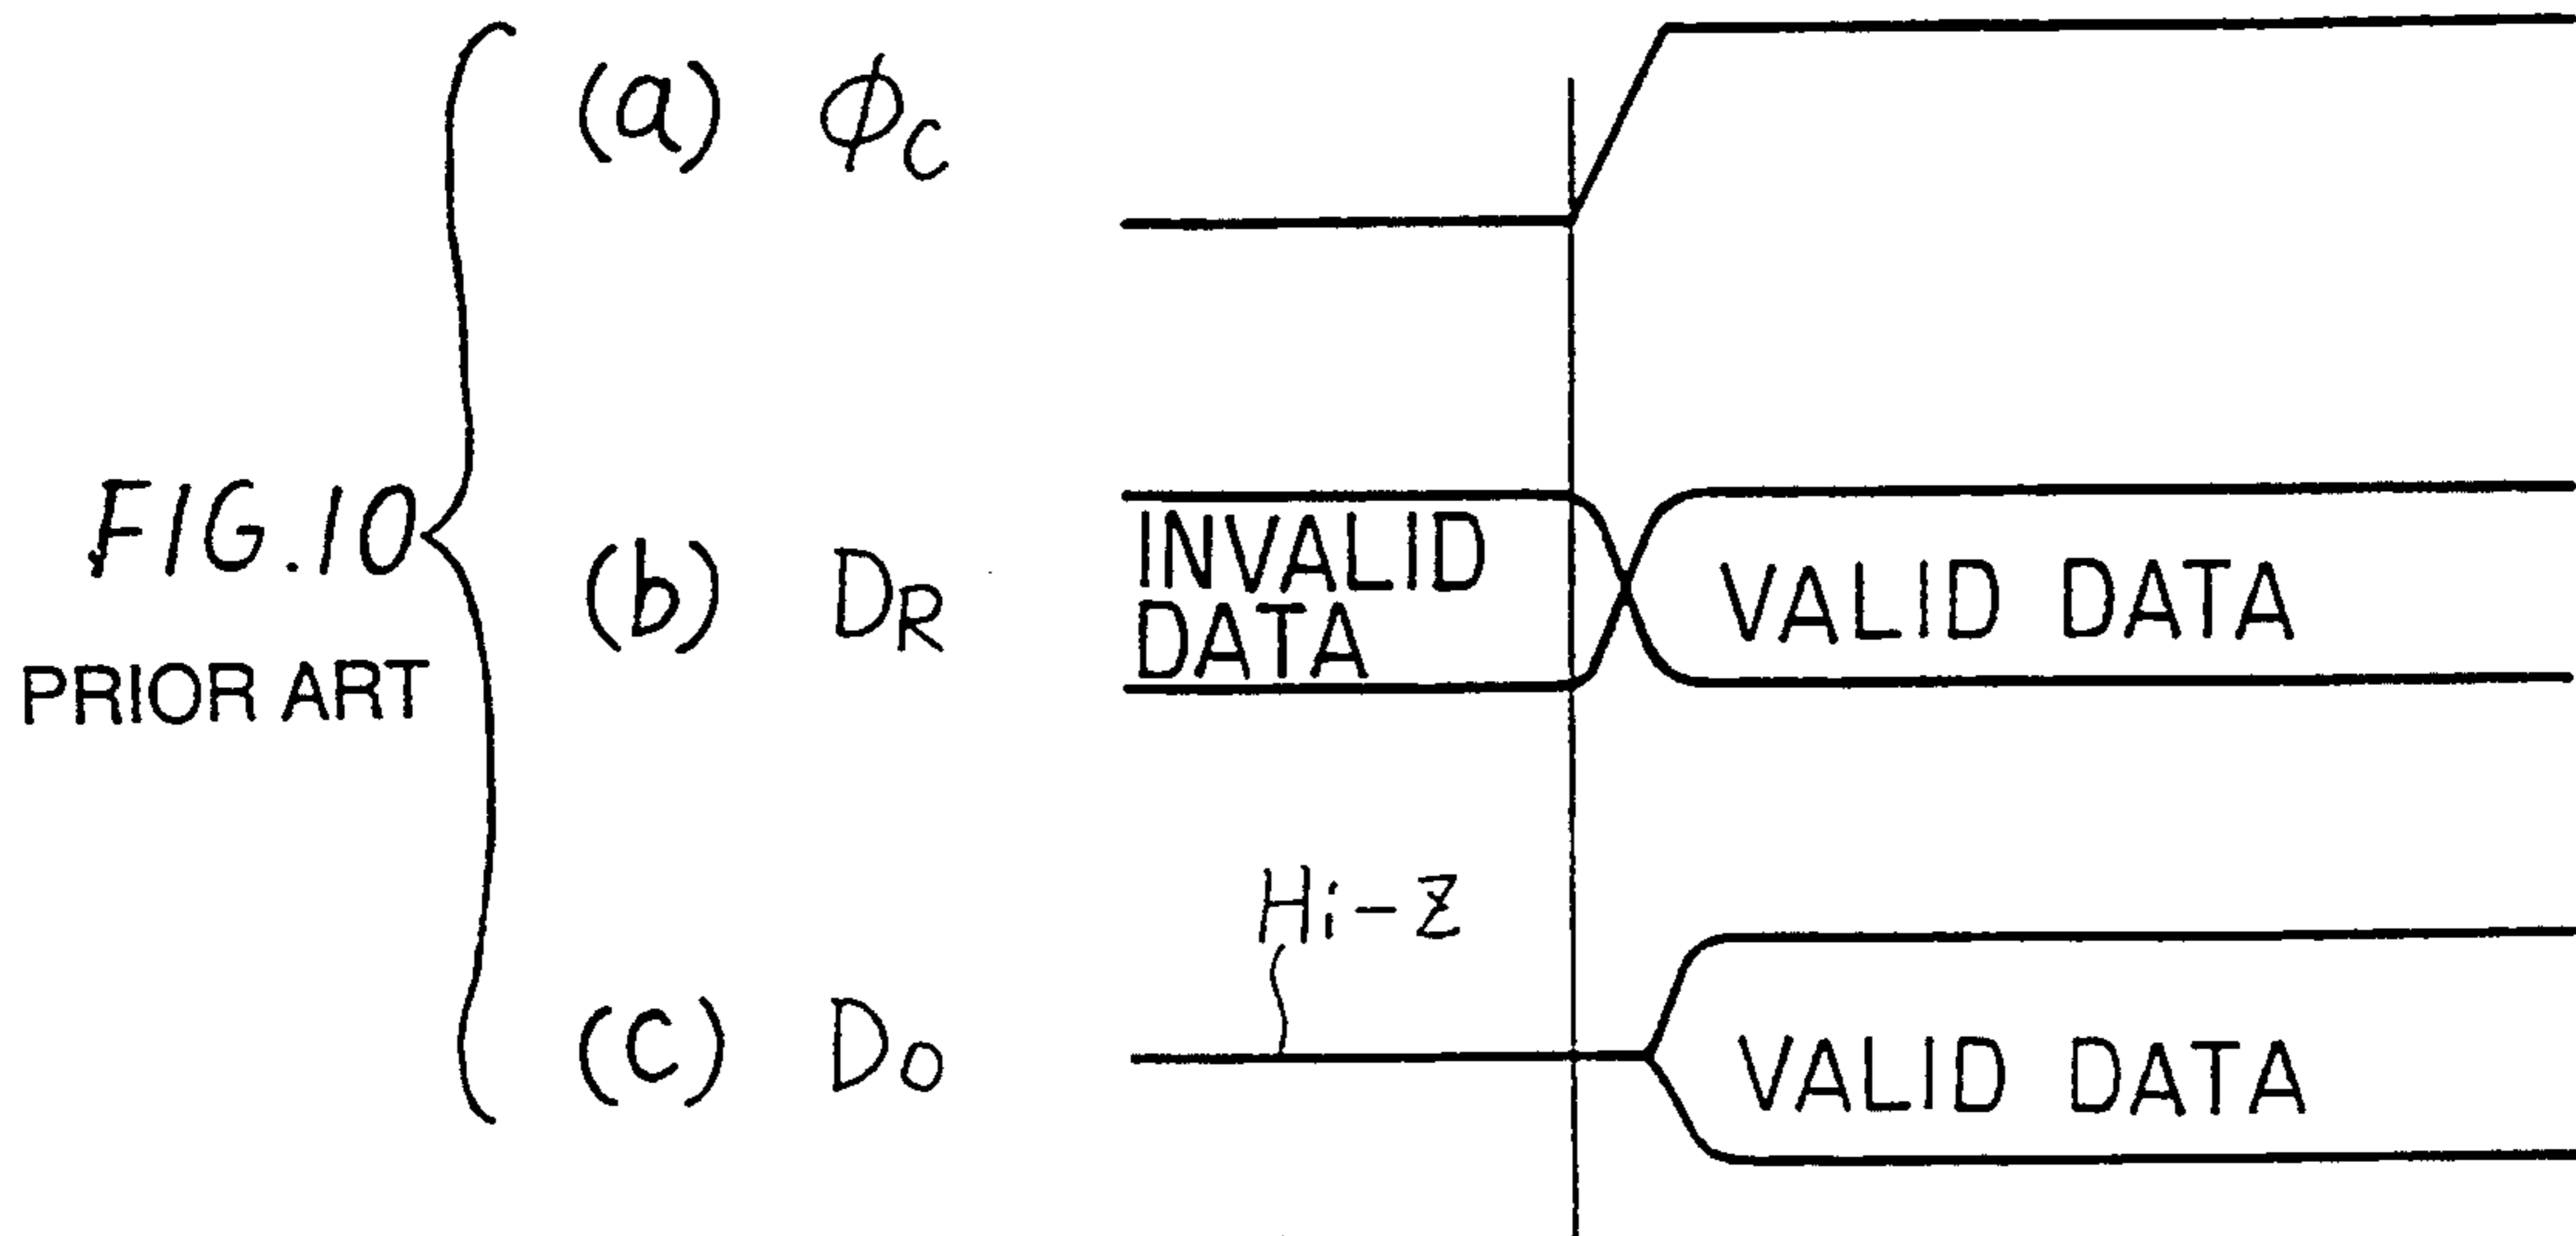 FIG.10
PRIOR ART
(a) ϕC
(b) DR
INVALID
DATA
VALID DATA
(c) DO
Hi-Z
VALID DATA